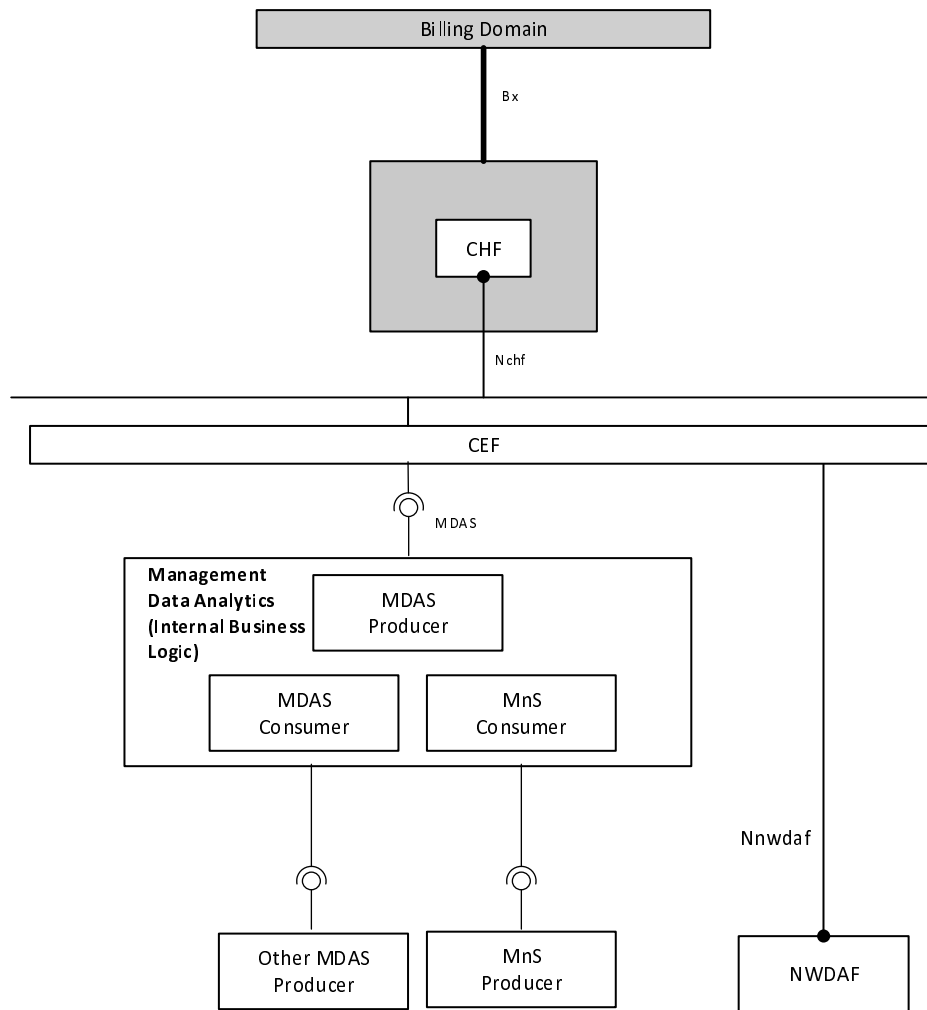 Billing Domain
Bx
CHF
Nchf
CEF
MDAS
Management
Data Analytics
(Internal Business
Logic)
MDAS
Producer
MDAS
Consumer
MnS
Consumer
Nnwdaf
Other MDAS
Producer
MnS
Producer
NWDAF